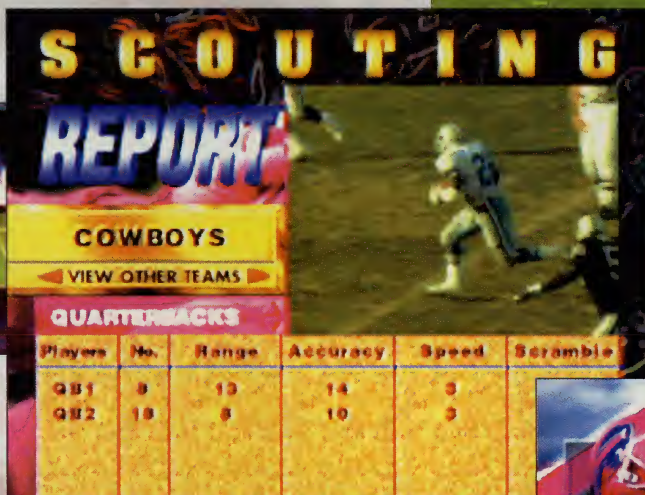 SCOUTING
REPORT
COWBOYS
VIEW OTHER TEAMS
QUARTERBACKS
Players No. Range Accuracy Speed Scramble
QB1 8 13 14 3
QB2 18 8 10 3